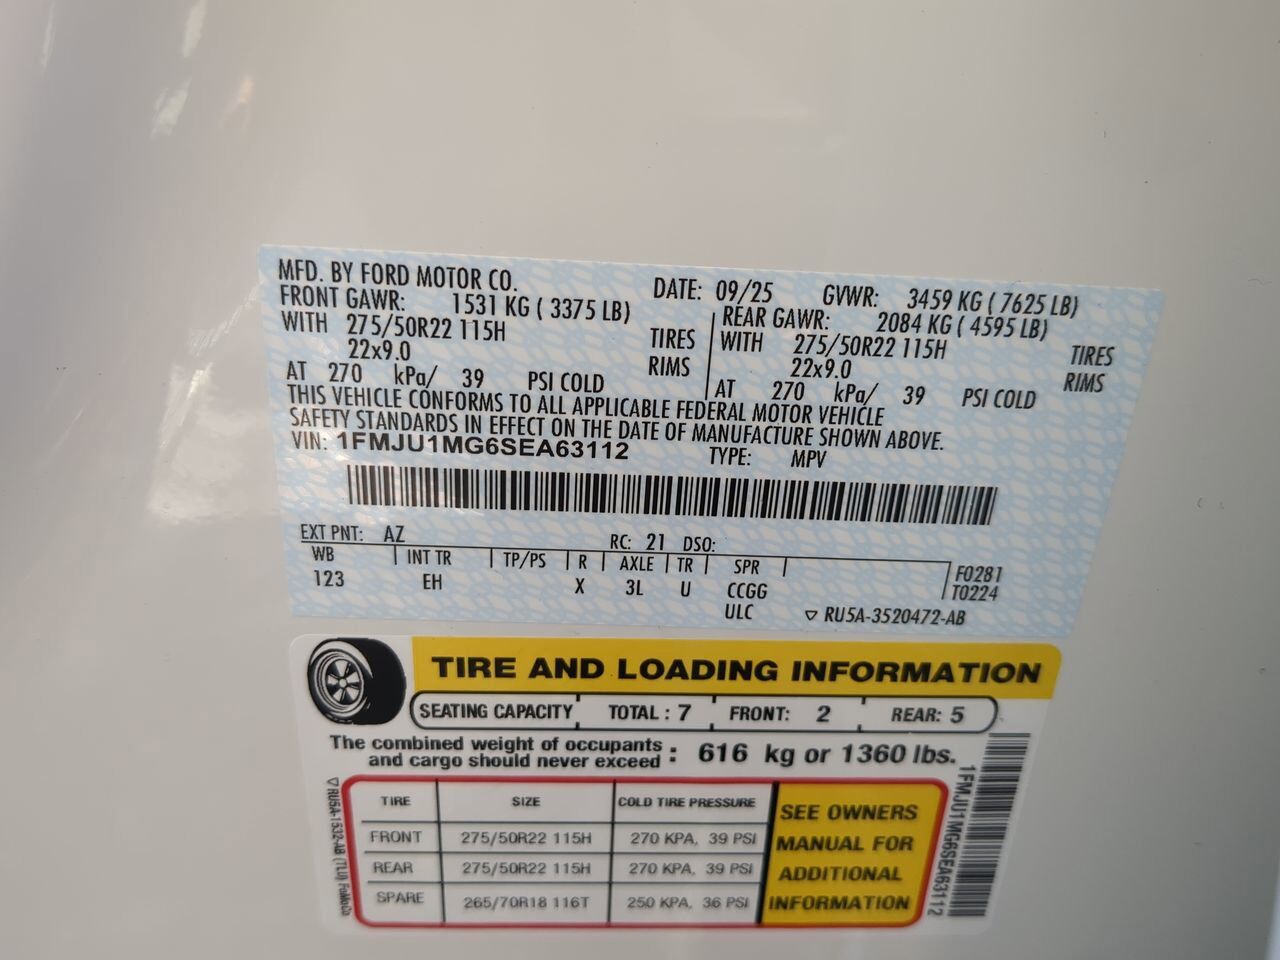 MFD. BY FORD MOTOR CO. DATE: 09/25 GVWR: 3459 KG ( 7625 LB)
FRONT GAWR: 1531 KG ( 3375 LB) REAR GAWR: 2084 KG ( 4595 LB)
WITH 275/50R22 115H TIRES WITH 275/50R22 115H TIRES
22x9.0 RIMS 22x9.0 RIMS
AT 270 kPa/ 39 PSI COLD AT 270 kPa/ 39 PSI COLD
THIS VEHICLE CONFORMS TO ALL APPLICABLE FEDERAL MOTOR VEHICLE
SAFETY STANDARDS IN EFFECT ON THE DATE OF MANUFACTURE SHOWN ABOVE.
VIN: 1FMJU1MG6SEA63112 TYPE: MPV
EXT PNT: AZ RC: 21 DSO:
WB INT TR TP/PS R AXLE TR SPR F0281
123 EH X 3L U CCGG T0224
ULC ▽ RU5A-3520472-AB
TIRE AND LOADING INFORMATION
SEATING CAPACITY TOTAL : 7 FRONT: 2 REAR: 5
The combined weight of occupants
and cargo should never exceed : 616 kg or 1360 lbs.
TIRE SIZE COLD TIRE PRESSURE
FRONT 275/50R22 115H 270 KPA, 39 PSI
REAR 275/50R22 115H 270 KPA, 39 PSI
SPARE 265/70R18 116T 250 KPA, 36 PSI
SEE OWNERS
MANUAL FOR
ADDITIONAL
INFORMATION
▽ RU5A-1532-AB (TLU) FoMoCo
1FMJU1MG6SEA63112